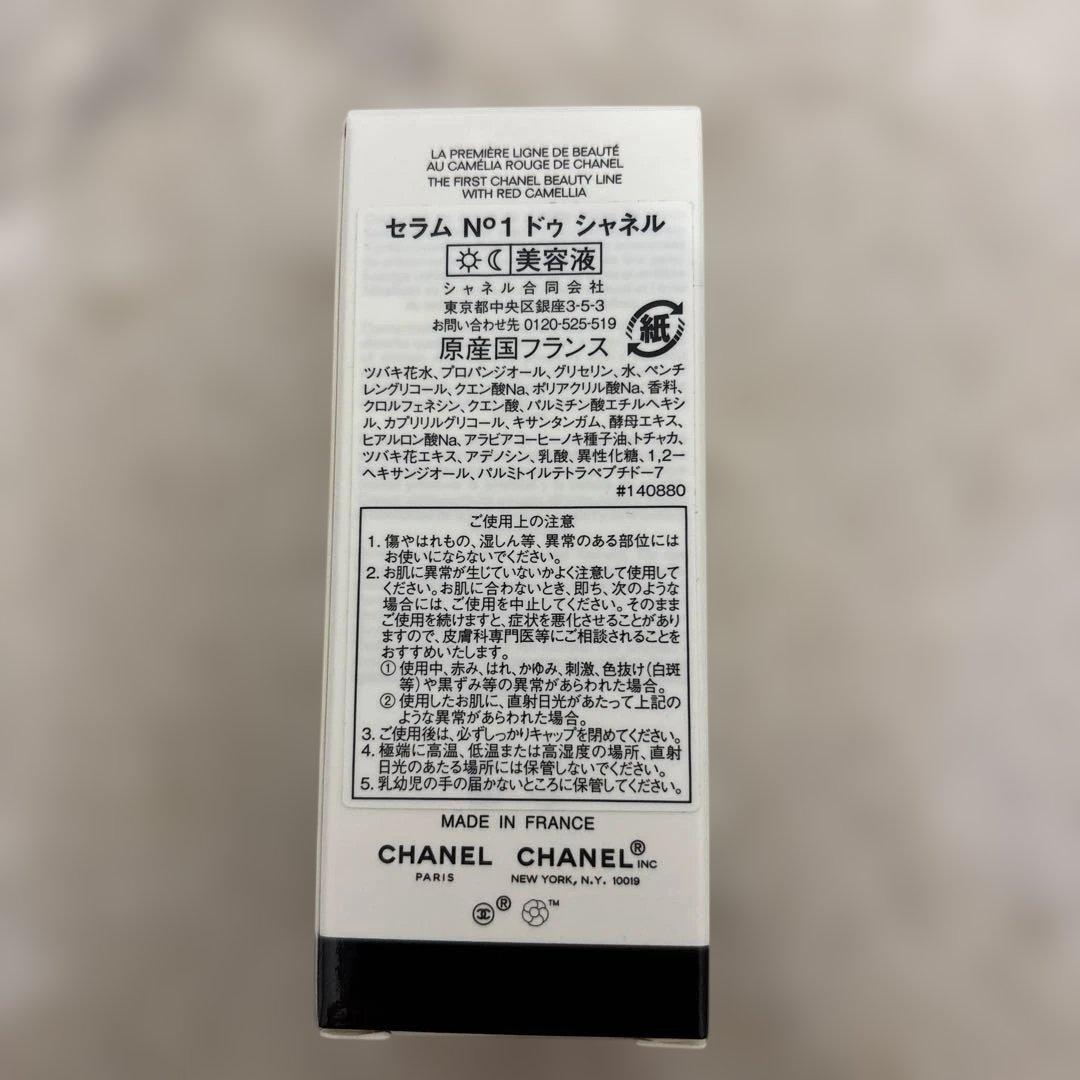 LA PREMIÈRE LIGNE DE BEAUTÉ
AU CAMÉLIA ROUGE DE CHANEL
THE FIRST CHANEL BEAUTY LINE
WITH RED CAMELLIA
セラム Nº1 ドゥ シャネル
美容液
シャネル合同会社
東京都中央区銀座3-5-3
お問い合わせ先 0120-525-519
紙
原産国フランス
ツバキ花水、プロパンジオール、グリセリン、水、ペンチ
レングリコール、クエン酸Na、ポリアクリル酸Na、香料、
クロルフェネシン、クエン酸、パルミチン酸エチルヘキシ
ル、カプリリルグリコール、キサンタンガム、酵母エキス、
ヒアルロン酸Na、アラビアコーヒーノキ種子油、トチャカ、
ツバキ花エキス、アデノシン、乳酸、異性化糖、1,2ー
ヘキサンジオール、パルミトイルテトラペプチドー7
#140880
ご使用上の注意
1. 傷やはれもの、湿しん等、異常のある部位には
お使いにならないでください。
2. お肌に異常が生じていないかよく注意して使用して
ください。お肌に合わないとき、即ち、次のような
場合には、ご使用を中止してください。そのまま
ご使用を続けますと、症状を悪化させることがあり
ますので、皮膚科専門医等にご相談されることを
おすすめいたします。
① 使用中、赤み、はれ、かゆみ、刺激、色抜け(白斑
等)や黒ずみ等の異常があらわれた場合。
② 使用したお肌に、直射日光があたって上記の
ような異常があらわれた場合。
3. ご使用後は、必ずしっかりキャップを閉めてください。
4. 極端に高温、低温または高湿度の場所、直射
日光のあたる場所には保管しないでください。
5. 乳幼児の手の届かないところに保管してください。
MADE IN FRANCE
CHANEL CHANEL® INC
PARIS NEW YORK, N.Y. 10019
® ™